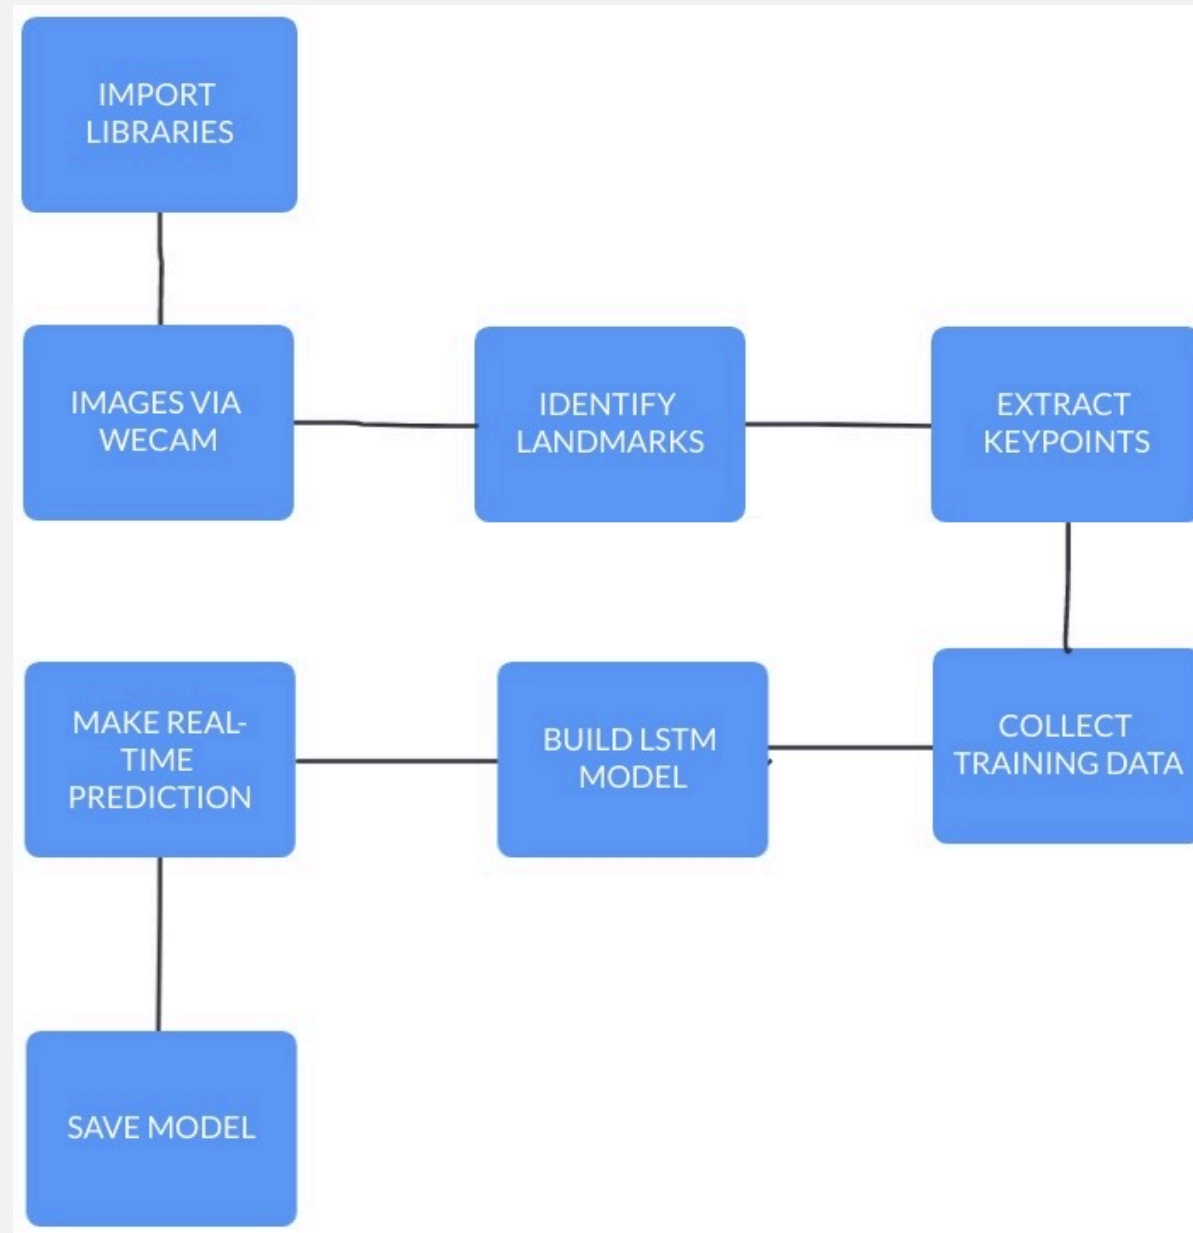 IMPORT
LIBRARIES
IMAGES VIA
WECAM
IDENTIFY
LANDMARKS
EXTRACT
KEYPOINTS
COLLECT
TRAINING DATA
BUILD LSTM
MODEL
MAKE REAL-
TIME
PREDICTION
SAVE MODEL